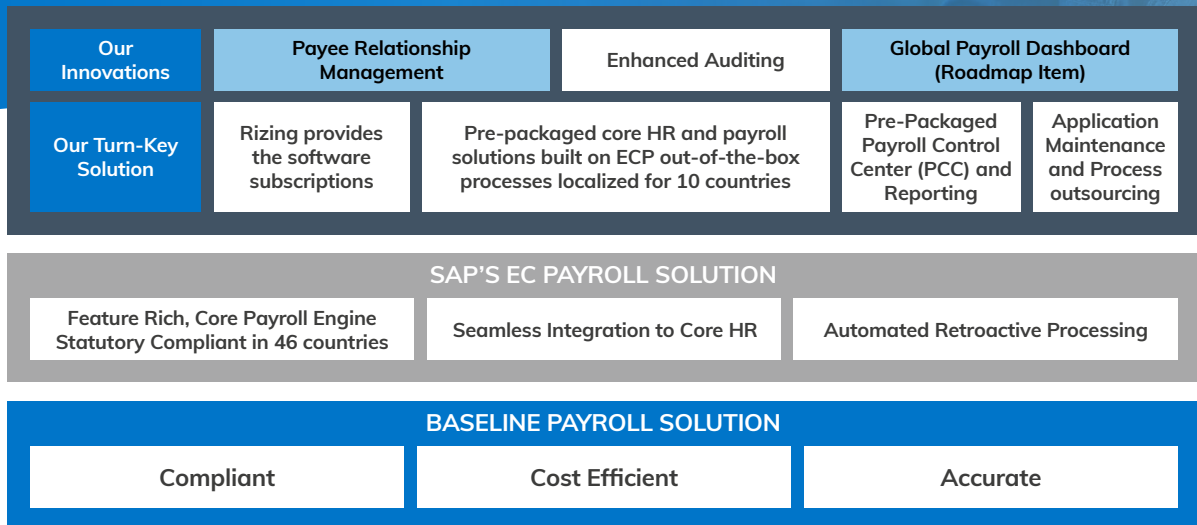 Our
Innovations
Payee Relationship
Management
Enhanced Auditing
Global Payroll Dashboard
(Roadmap Item)
Our Turn-Key
Solution
Rizing provides
the software
subscriptions
Pre-packaged core HR and payroll
solutions built on ECP out-of-the-box
processes localized for 10 countries
Pre-Packaged
Payroll Control
Center (PCC) and
Reporting
Application
Maintenance
and Process
outsourcing
SAP'S EC PAYROLL SOLUTION
Feature Rich, Core Payroll Engine
Statutory Compliant in 46 countries
Seamless Integration to Core HR
Automated Retroactive Processing
BASELINE PAYROLL SOLUTION
Compliant
Cost Efficient
Accurate